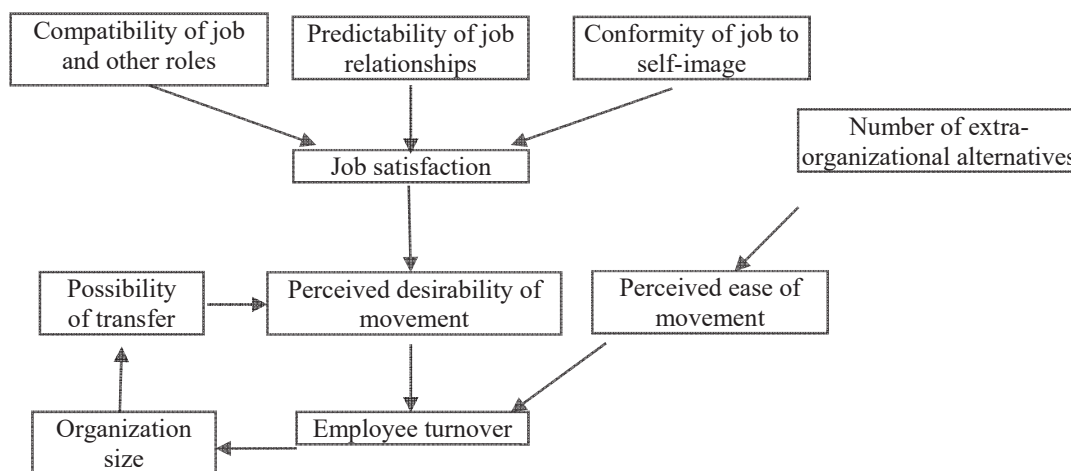 Compatibility of job
and other roles
Predictability of job
relationships
Conformity of job to
self-image
Number of extra-
organizational alternatives
Job satisfaction
Possibility
of transfer
Perceived desirability of
movement
Perceived ease of
movement
Organization
size
Employee turnover